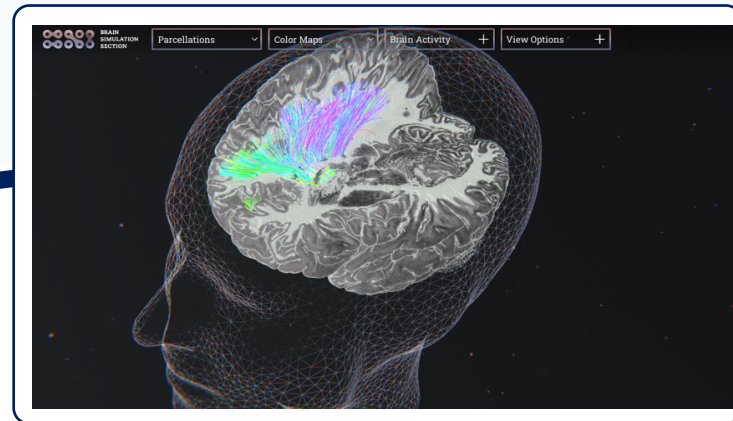 BRAIN
SIMULATION
SECTION
Parcellations
Color Maps
Brain Activity
View Options